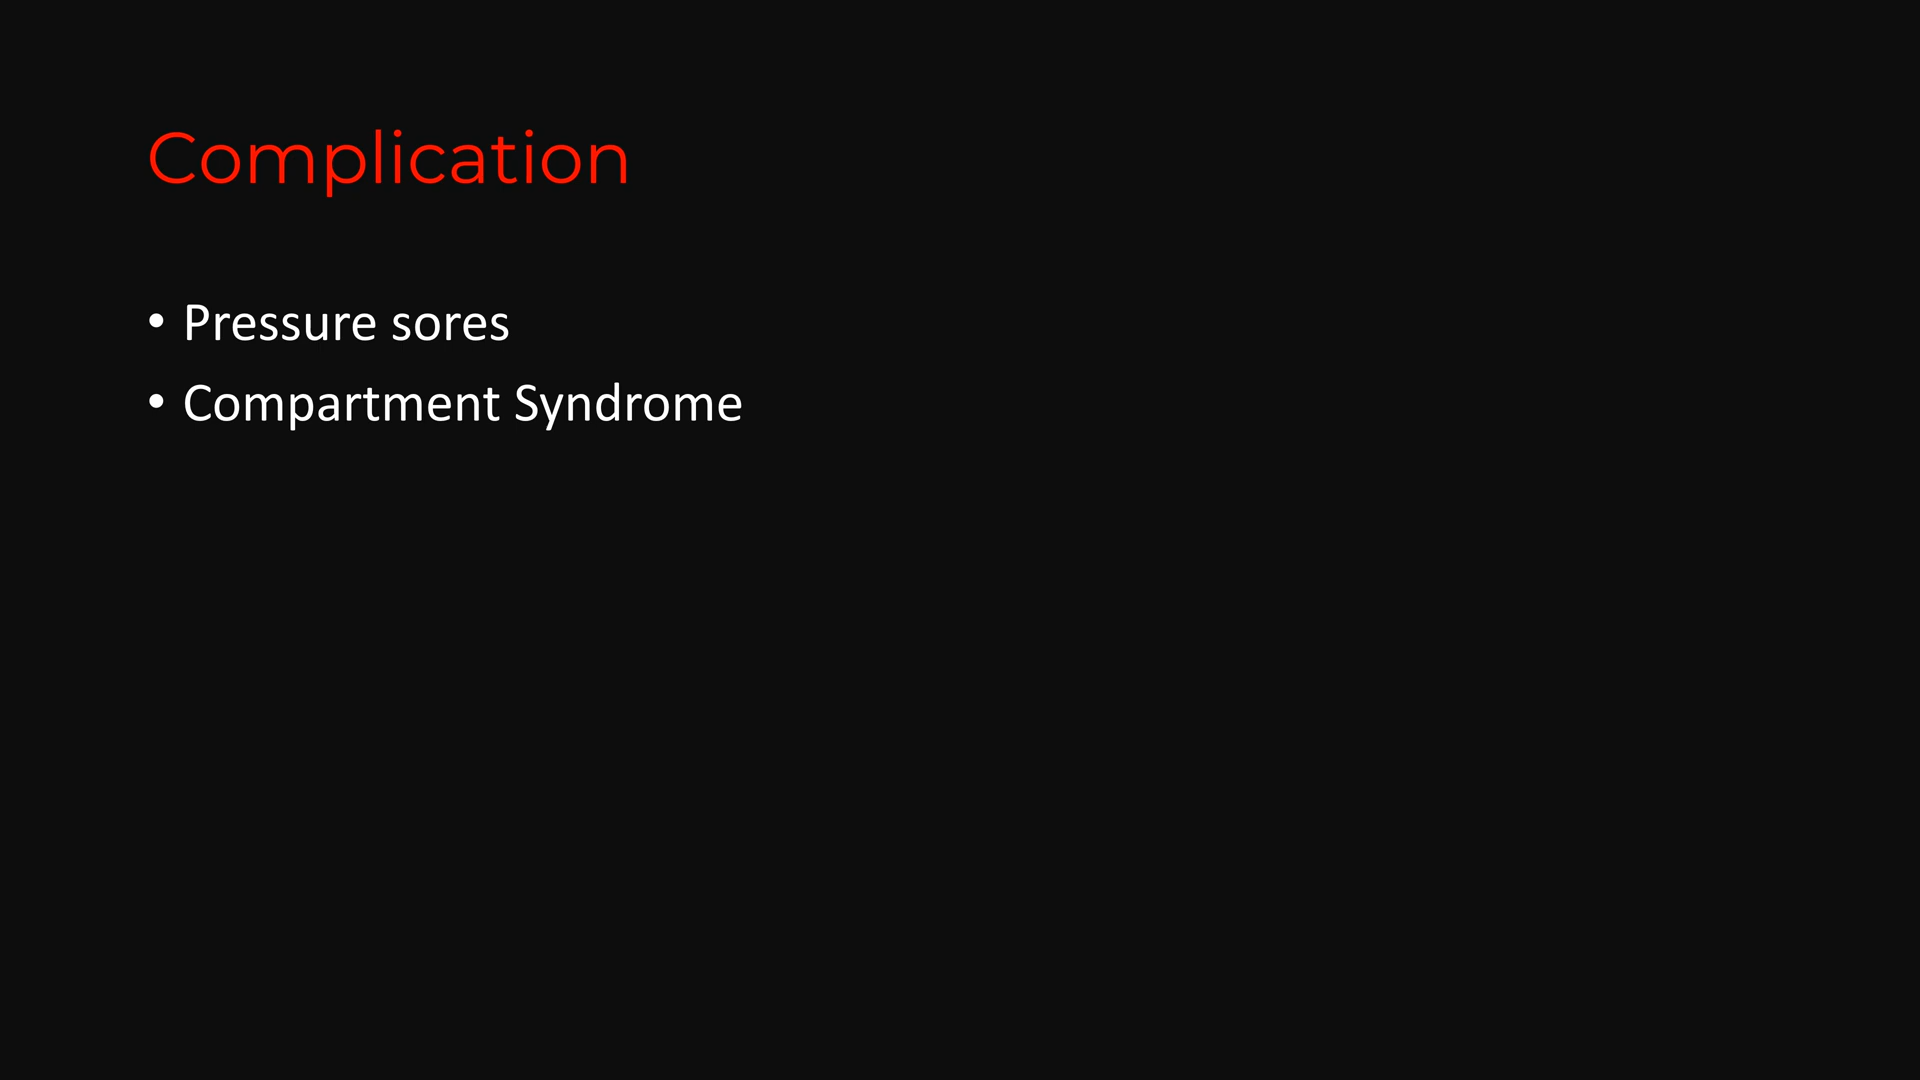 Complication
• Pressure sores
• Compartment Syndrome